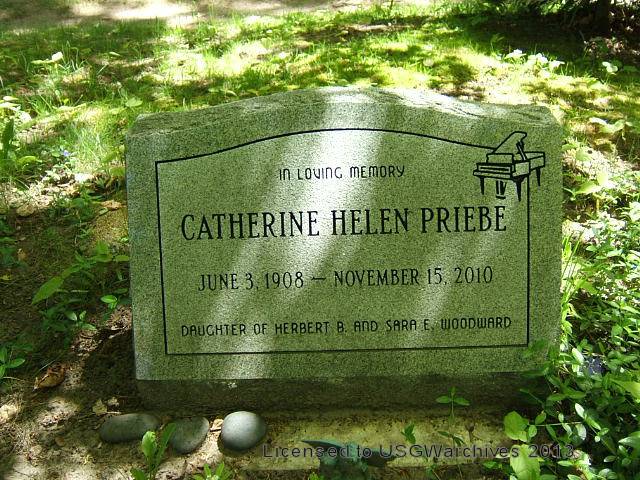 IN LOVING MEMORY
CATHERINE HELEN PRIEBE
JUNE 3, 1908 — NOVEMBER 15, 2010
DAUGHTER OF HERBERT B. AND SARA E. WOODWARD
Licensed to USGWarchives 2013